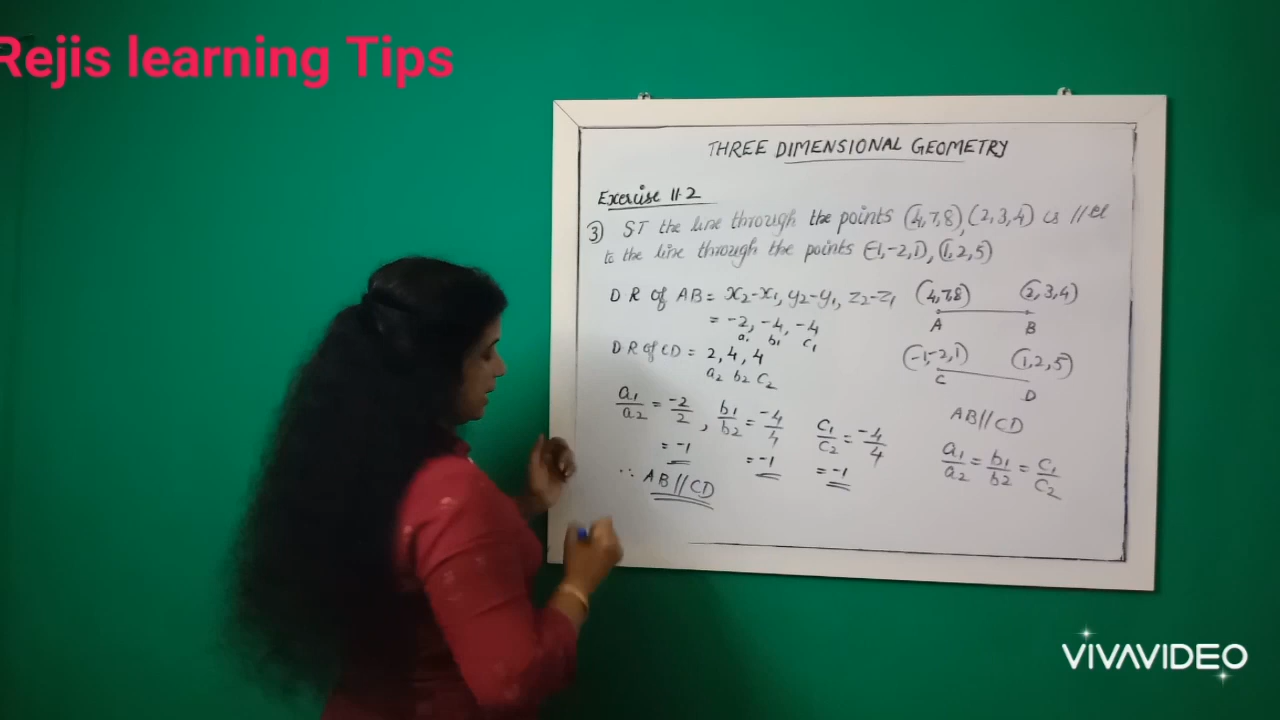 Rejis learning Tips
THREE DIMENSIONAL GEOMETRY
Exercise 11.2
3) ST the line through the points (4,7,8), (2,3,4) is //el
to the line through the points (-1,-2,1), (1,2,5)
DR of AB = x2-x1, y2-y1, z2-z1
= -2, -4, -4
a1 b1 c1
DR of CD = 2, 4, 4
a2 b2 c2
a1/a2 = -2/2, b1/b2 = -4/4 c1/c2 = -4/4
= -1 = -1 = -1
∴ AB//CD
(4,7,8) (2,3,4)
A B
(-1,-2,1) (1,2,5)
C D
AB//CD
a1/a2 = b1/b2 = c1/c2
VIVAVIDEO